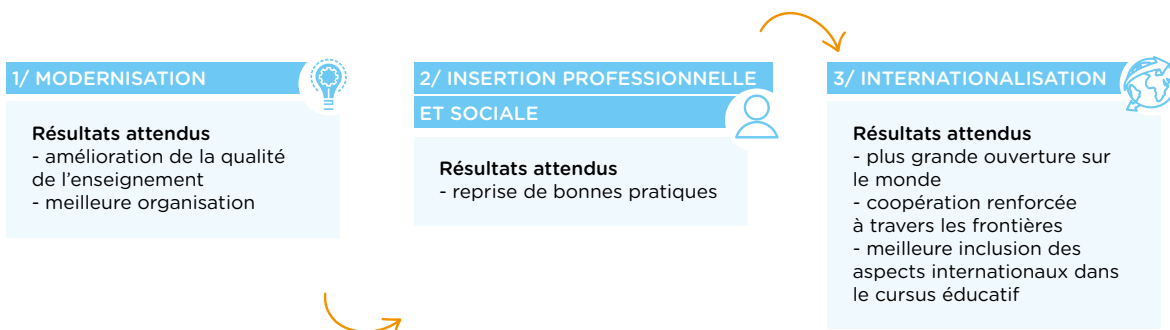 1/ MODERNISATION
Résultats attendus
- amélioration de la qualité
de l’enseignement
- meilleure organisation
2/ INSERTION PROFESSIONNELLE
ET SOCIALE
Résultats attendus
- reprise de bonnes pratiques
3/ INTERNATIONALISATION
Résultats attendus
- plus grande ouverture sur
le monde
- coopération renforcée
à travers les frontières
- meilleure inclusion des
aspects internationaux dans
le cursus éducatif